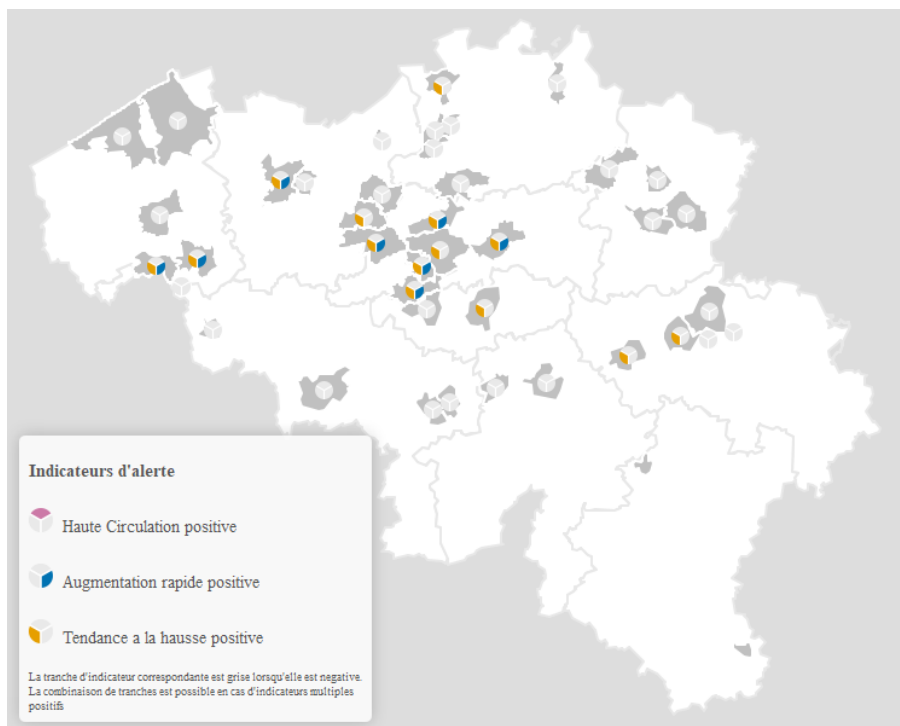 Indicateurs d'alerte
Haute Circulation positive
Augmentation rapide positive
Tendance a la hausse positive
La tranche d'indicateur correspondante est grise lorsqu'elle est negative.
La combinaison de tranches est possible en cas d'indicateurs multiples
positifs